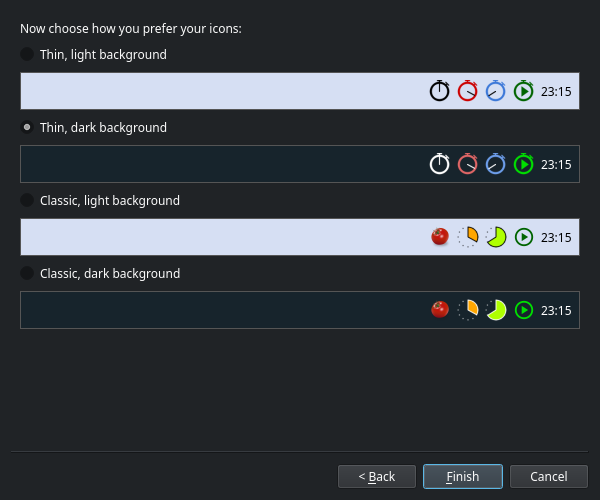 Now choose how you prefer your icons:
Thin, light background
23:15
Thin, dark background
23:15
Classic, light background
23:15
Classic, dark background
23:15
< Back Finish Cancel